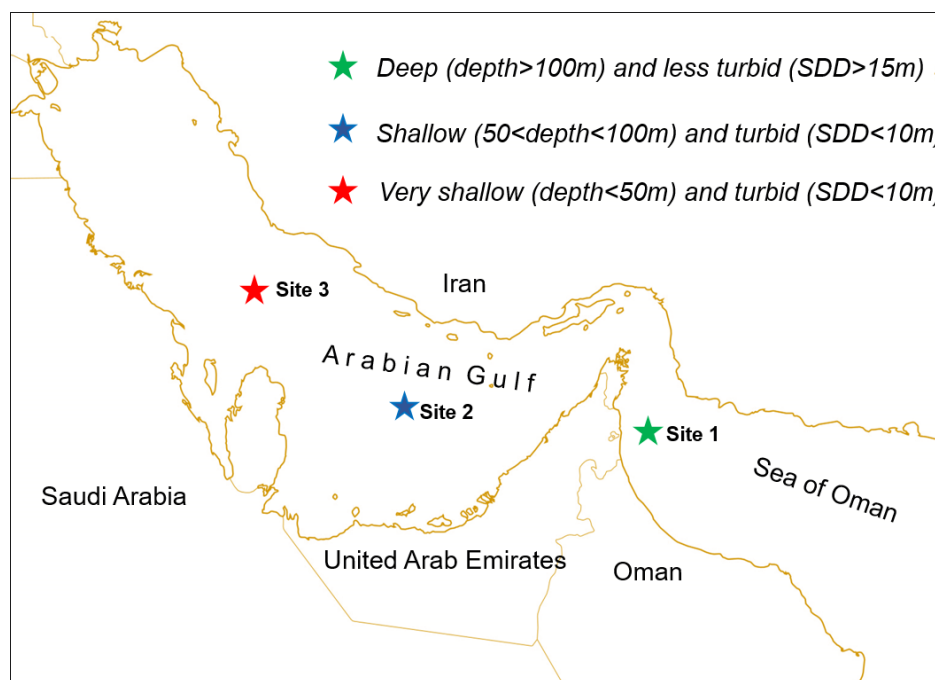 Deep (depth>100m) and less turbid (SDD>15m)
Shallow (50<depth<100m) and turbid (SDD<10m)
Very shallow (depth<50m) and turbid (SDD<10m)
Site 3
Iran
Arabian Gulf
Site 2
Site 1
Sea of Oman
Saudi Arabia
United Arab Emirates
Oman